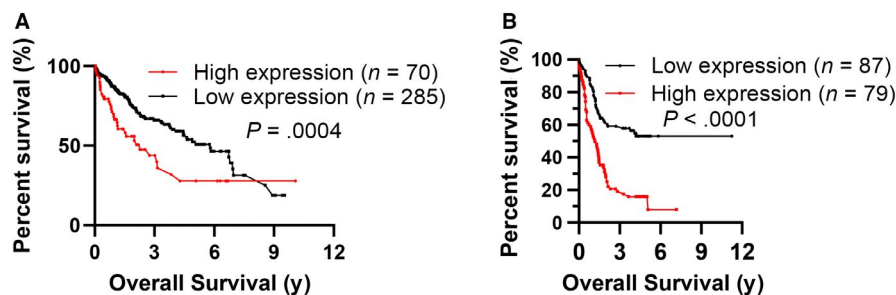 A
Percent survival (%)
100
50
0
0 3 6 9 12
Overall Survival (y)
High expression (n = 70)
Low expression (n = 285)
P = .0004
B
Percent survival (%)
100
80
60
40
20
0
0 3 6 9 12
Overall Survival (y)
Low expression (n = 87)
High expression (n = 79)
P < .0001